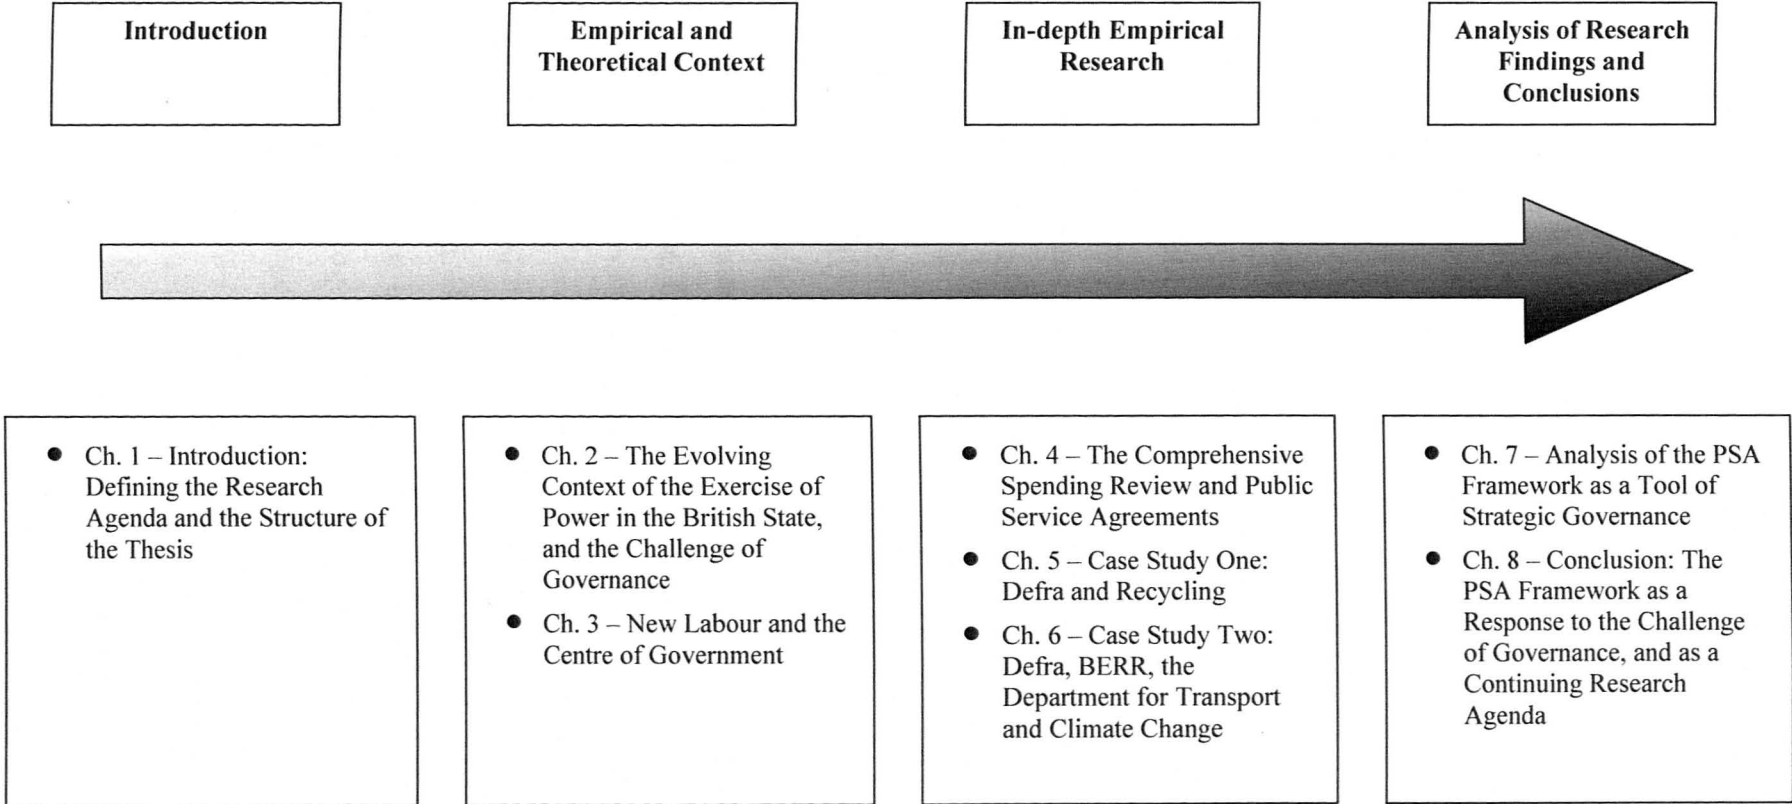 Introduction
Empirical and
Theoretical Context
In-depth Empirical
Research
Analysis of Research
Findings and
Conclusions
● Ch. 1 – Introduction:
Defining the Research
Agenda and the Structure of
the Thesis
● Ch. 2 – The Evolving
Context of the Exercise of
Power in the British State,
and the Challenge of
Governance
● Ch. 3 – New Labour and the
Centre of Government
● Ch. 4 – The Comprehensive
Spending Review and Public
Service Agreements
● Ch. 5 – Case Study One:
Defra and Recycling
● Ch. 6 – Case Study Two:
Defra, BERR, the
Department for Transport
and Climate Change
● Ch. 7 – Analysis of the PSA
Framework as a Tool of
Strategic Governance
● Ch. 8 – Conclusion: The
PSA Framework as a
Response to the Challenge
of Governance, and as a
Continuing Research
Agenda